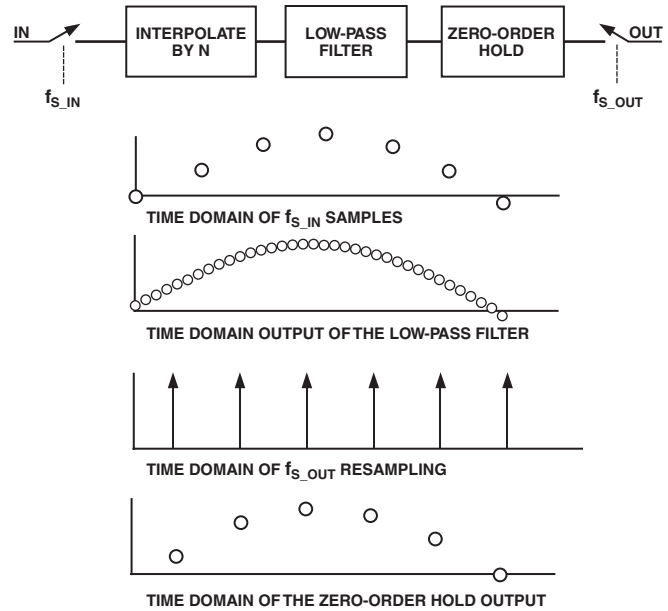 IN
INTERPOLATE
BY N
LOW-PASS
FILTER
ZERO-ORDER
HOLD
OUT
fS_IN
fS_OUT
TIME DOMAIN OF fS_IN SAMPLES
TIME DOMAIN OUTPUT OF THE LOW-PASS FILTER
TIME DOMAIN OF fS_OUT RESAMPLING
TIME DOMAIN OF THE ZERO-ORDER HOLD OUTPUT